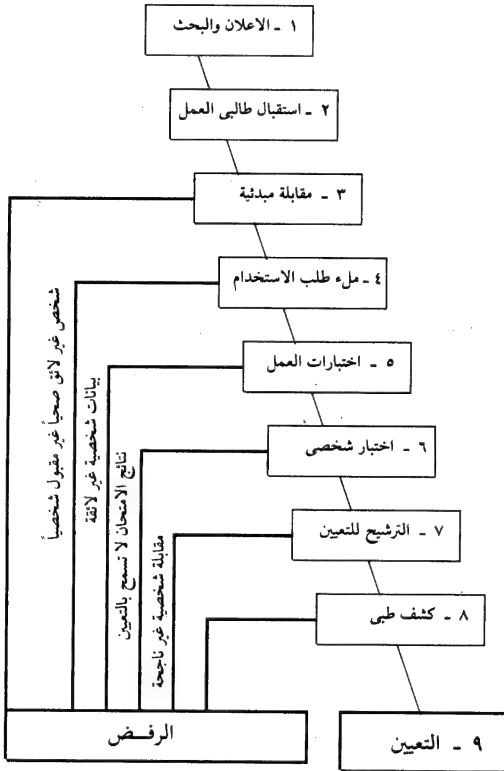 ١ - الاعلان والبحث
٢ - استقبال طالبى العمل
٣ - مقابلة مبدئية
٤ - ملء طلب الاستخدام
٥ - اختبارات العمل
٦ - اختبار شخصى
٧ - الترشيح للتعيين
٨ - كشف طبى
٩ - التعيين
شخص غير لائق صحياً غير مقبول شخصياً
بيانات شخصية غير لائقة
نتائج الامتحان لا تسمح بالتعيين
مقابلة شخصية غير ناجحة
الرفـض